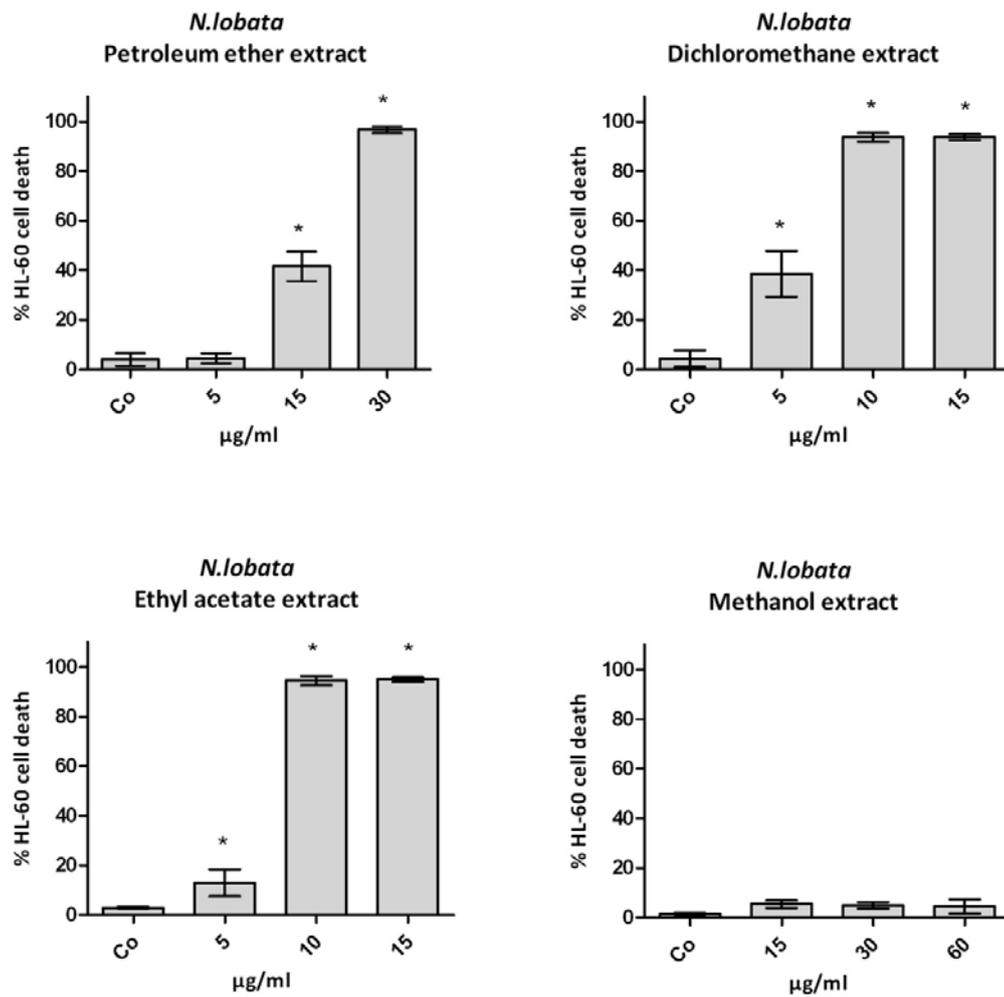 N.lobata
Petroleum ether extract
% HL-60 cell death
100
80
60
40
20
0
*
*
Co
5
15
30
µg/ml
N.lobata
Dichloromethane extract
% HL-60 cell death
100
80
60
40
20
0
*
*
*
Co
5
10
15
µg/ml
N.lobata
Ethyl acetate extract
% HL-60 cell death
100
80
60
40
20
0
*
*
*
Co
5
10
15
µg/ml
N.lobata
Methanol extract
% HL-60 cell death
100
80
60
40
20
0
Co
15
30
60
µg/ml